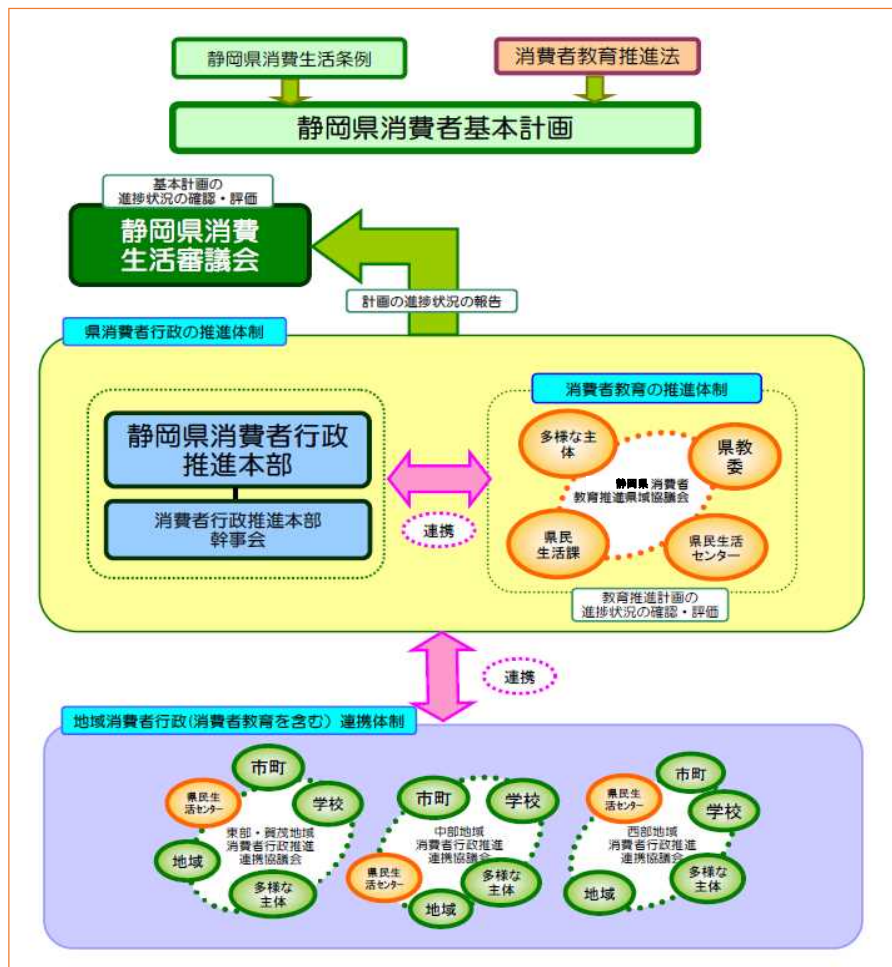 静岡県消費生活条例
消費者教育推進法
静岡県消費者基本計画
基本計画の
進捗状況の確認・評価
静岡県消費
生活審議会
計画の進捗状況の報告
県消費者行政の推進体制
静岡県消費者行政
推進本部
消費者行政推進本部
幹事会
連携
消費者教育の推進体制
多様な主
体
県教
委
静岡県 消費者
教育推進県域協議会
県民
生活課
県民生活
センター
教育推進計画の
進捗状況の確認・評価
連携
地域消費者行政(消費者教育を含む）連携体制
市町
県民生
活センター
学校
東部・賀茂地域
消費者行政推進
連携協議会
地域
多様な
主体
市町
学校
中部地域
消費者行政推進
連携協議会
県民生
活センター
多様な
主体
地域
市町
県民生
活センター
学校
西部地域
消費者行政推進
連携協議会
多様な
主体
地域